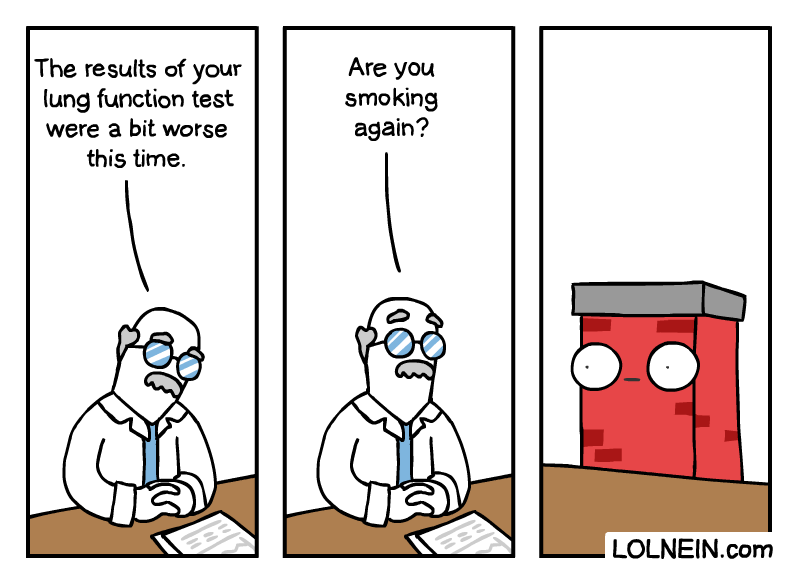 The results of your
lung function test
were a bit worse
this time.
Are you
smoking
again?
LOLNEIN.com